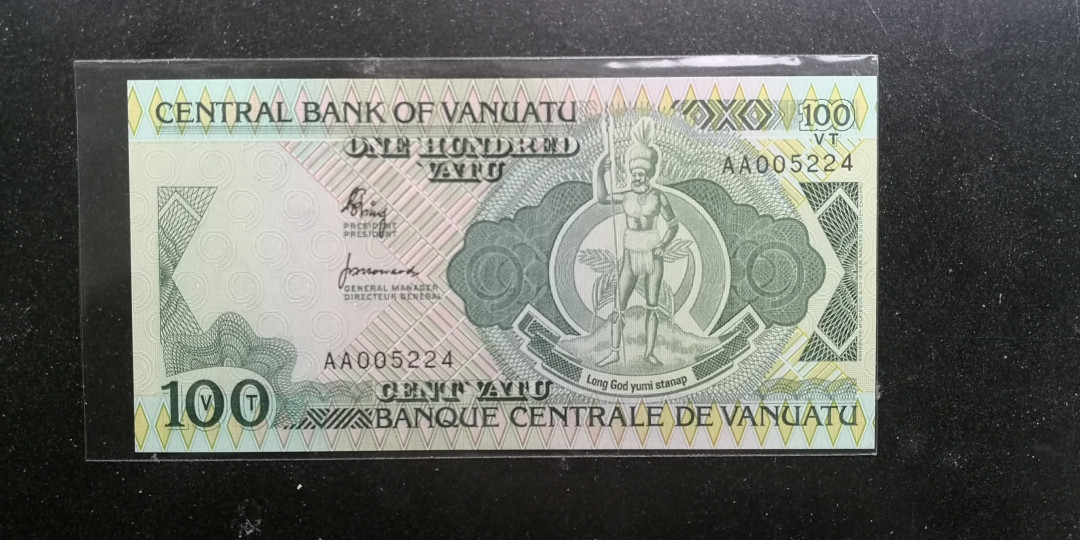 CENTRAL BANK OF VANUATU
100
VT
ONE HUNDRED
VATU
AA005224
PRESIDENT
PRESIDENT
GENERAL MANAGER
DIRECTEUR GENERAL
AA005224
Long God yumi stanap
100
V T
CENT VATU
BANQUE CENTRALE DE VANUATU